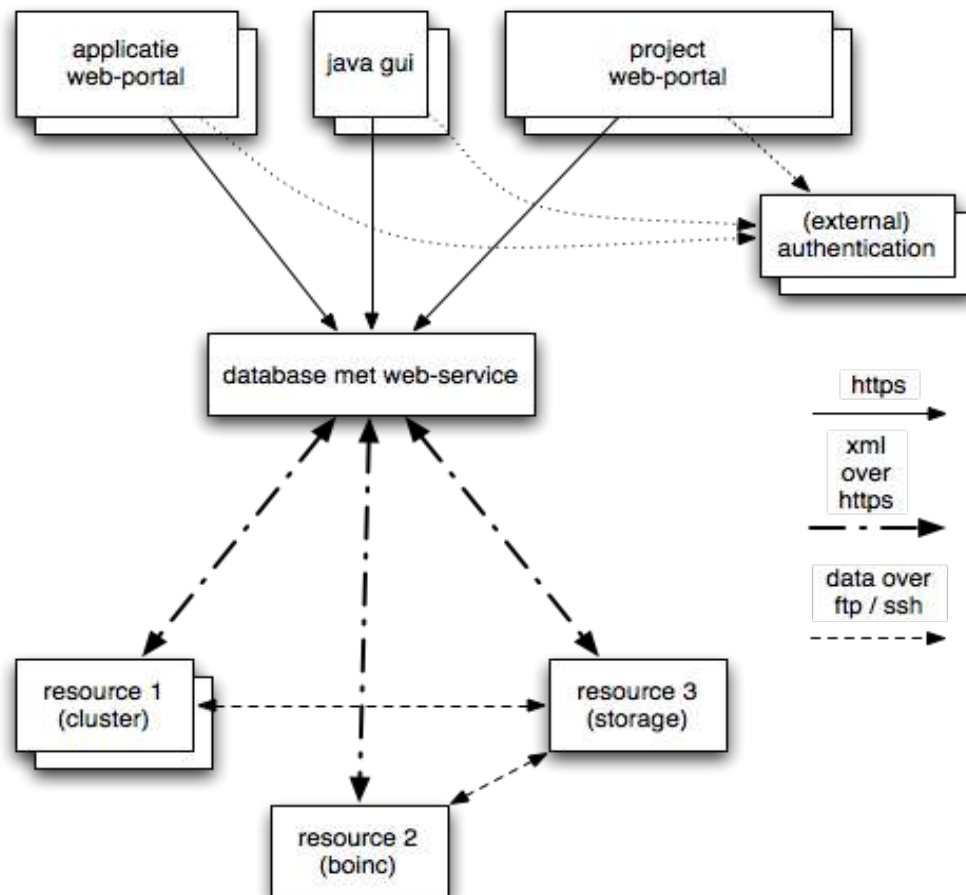 applicatie
web-portal
java gui
project
web-portal
(external)
authentication
database met web-service
https
xml
over
https
data over
ftp / ssh
resource 1
(cluster)
resource 3
(storage)
resource 2
(boinc)